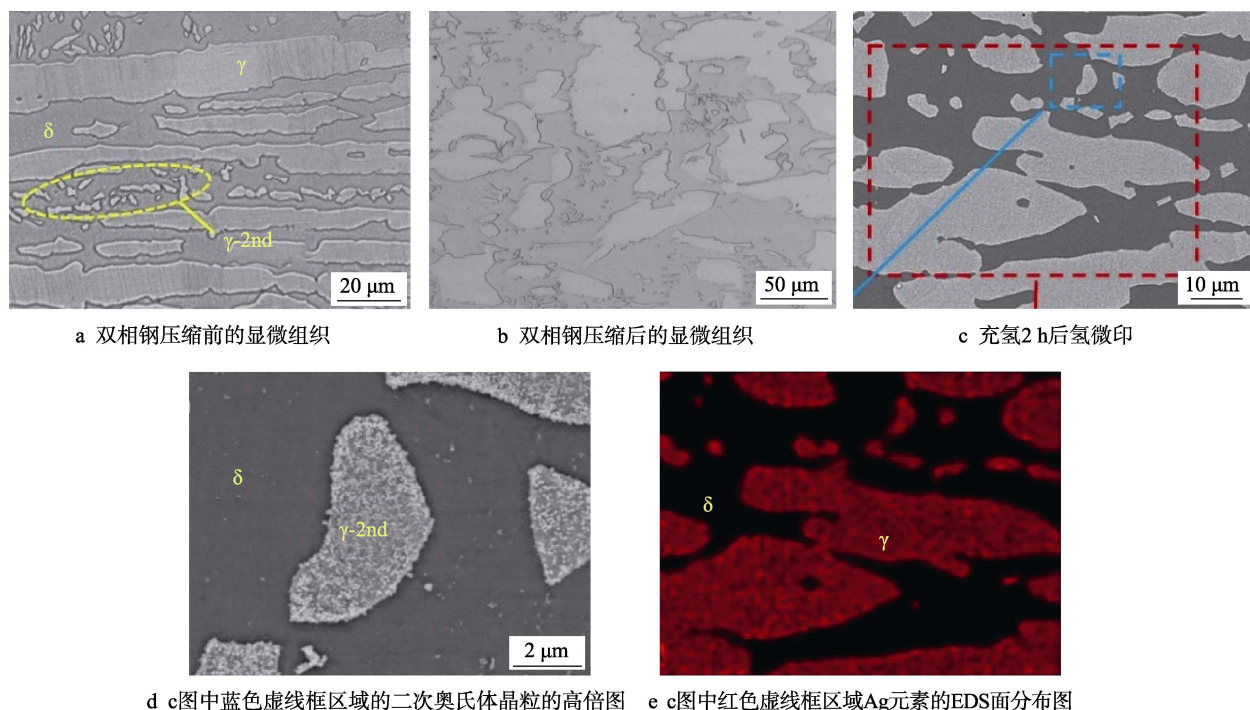 γ
δ
γ-2nd
20 μm
50 μm
10 μm
a 双相钢压缩前的显微组织
b 双相钢压缩后的显微组织
c 充氢2 h后氢微印
δ
γ-2nd
2 μm
δ
γ
d c图中蓝色虚线框区域的二次奥氏体晶粒的高倍图
e c图中红色虚线框区域Ag元素的EDS面分布图